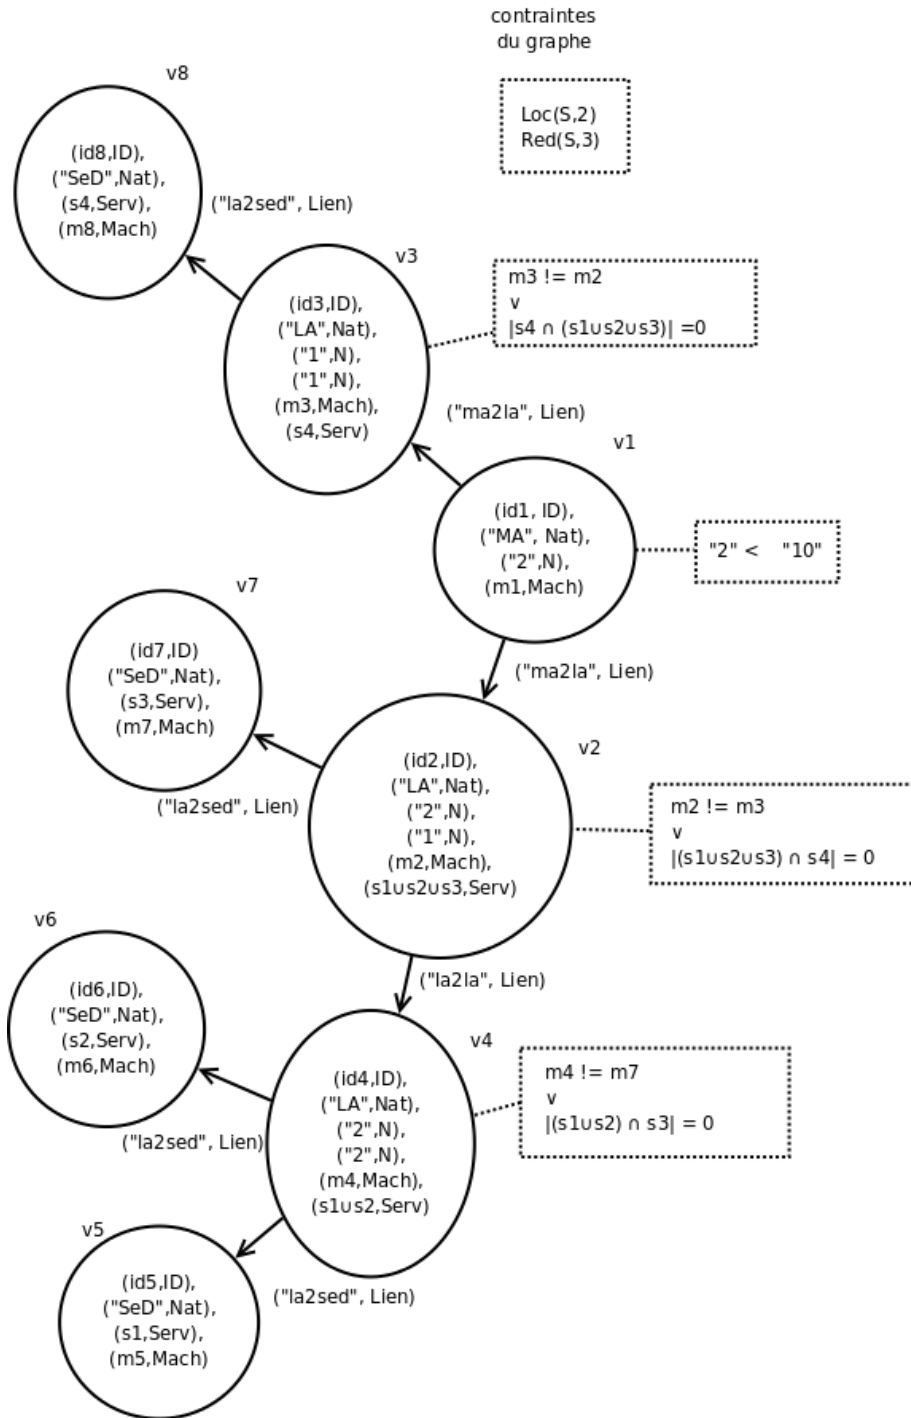 contraintes
du graphe
Loc(S,2)
Red(S,3)
v8
(id8,ID),
("SeD",Nat),
(s4,Serv),
(m8,Mach)
("la2sed", Lien)
v3
(id3,ID),
("LA",Nat),
("1",N),
("1",N),
(m3,Mach),
(s4,Serv)
m3 != m2
∨
|s4 ∩ (s1∪s2∪s3)| =0
("ma2la", Lien)
v1
(id1, ID),
("MA", Nat),
("2",N),
(m1,Mach)
"2" < "10"
v7
(id7,ID)
("SeD",Nat),
(s3,Serv),
(m7,Mach)
("ma2la", Lien)
v2
(id2,ID),
("LA",Nat),
("2",N),
("1",N),
(m2,Mach),
(s1∪s2∪s3,Serv)
("la2sed", Lien)
m2 != m3
∨
|(s1∪s2∪s3) ∩ s4| = 0
v6
(id6,ID),
("SeD",Nat),
(s2,Serv),
(m6,Mach)
("la2la", Lien)
v4
(id4,ID),
("LA",Nat),
("2",N),
("2",N),
(m4,Mach),
(s1∪s2,Serv)
m4 != m7
∨
|(s1∪s2) ∩ s3| = 0
("la2sed", Lien)
v5
(id5,ID),
("SeD",Nat),
(s1,Serv),
(m5,Mach)
("la2sed", Lien)